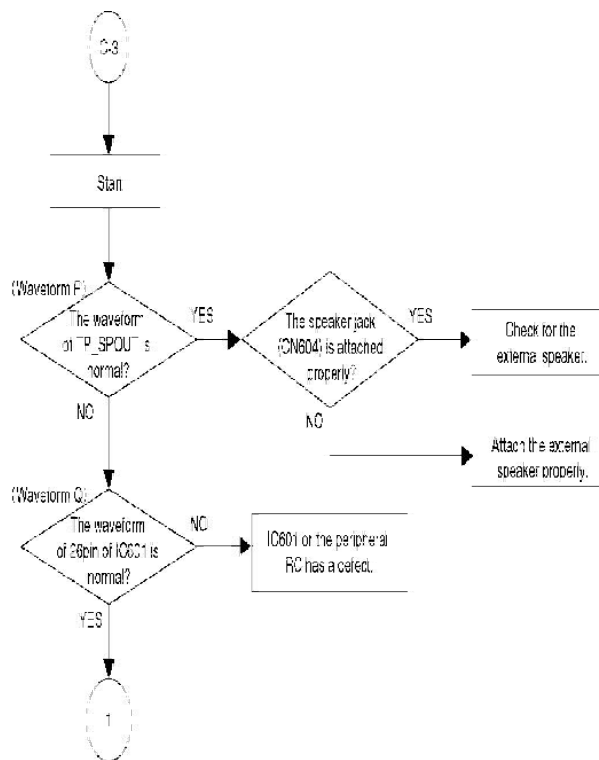 C-3
Start
(Waveform P)
The waveform
of TP_SPOUT is
normal?
YES
The speaker jack
(CN604) is attached
properly?
YES
Check for the
external speaker.
NO
NO
Attach the external
speaker properly.
(Waveform Q)
The waveform
of 26pin of IC601 is
normal?
NO
IC601 or the peripheral
RC has a defect.
YES
1